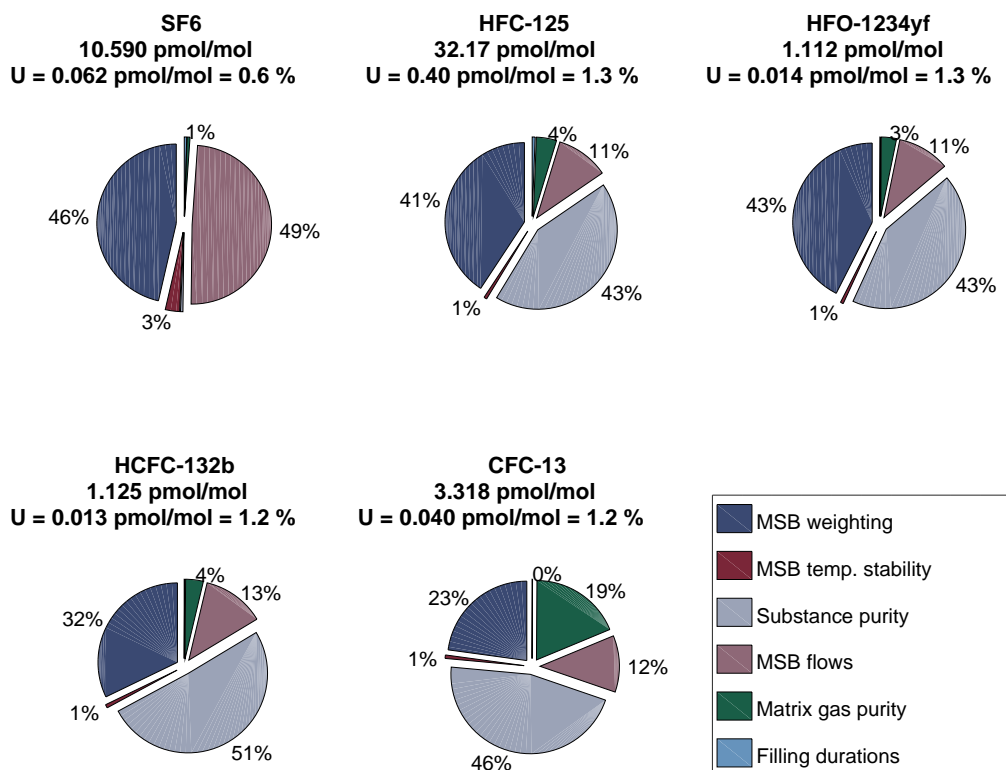 SF6
10.590 pmol/mol
U = 0.062 pmol/mol = 0.6 %
1%
46%
49%
3%
HFC-125
32.17 pmol/mol
U = 0.40 pmol/mol = 1.3 %
4%
11%
41%
43%
1%
HFO-1234yf
1.112 pmol/mol
U = 0.014 pmol/mol = 1.3 %
3%
11%
43%
43%
1%
HCFC-132b
1.125 pmol/mol
U = 0.013 pmol/mol = 1.2 %
4%
13%
32%
1%
51%
CFC-13
3.318 pmol/mol
U = 0.040 pmol/mol = 1.2 %
0%
19%
23%
1%
12%
46%
MSB weighting
MSB temp. stability
Substance purity
MSB flows
Matrix gas purity
Filling durations